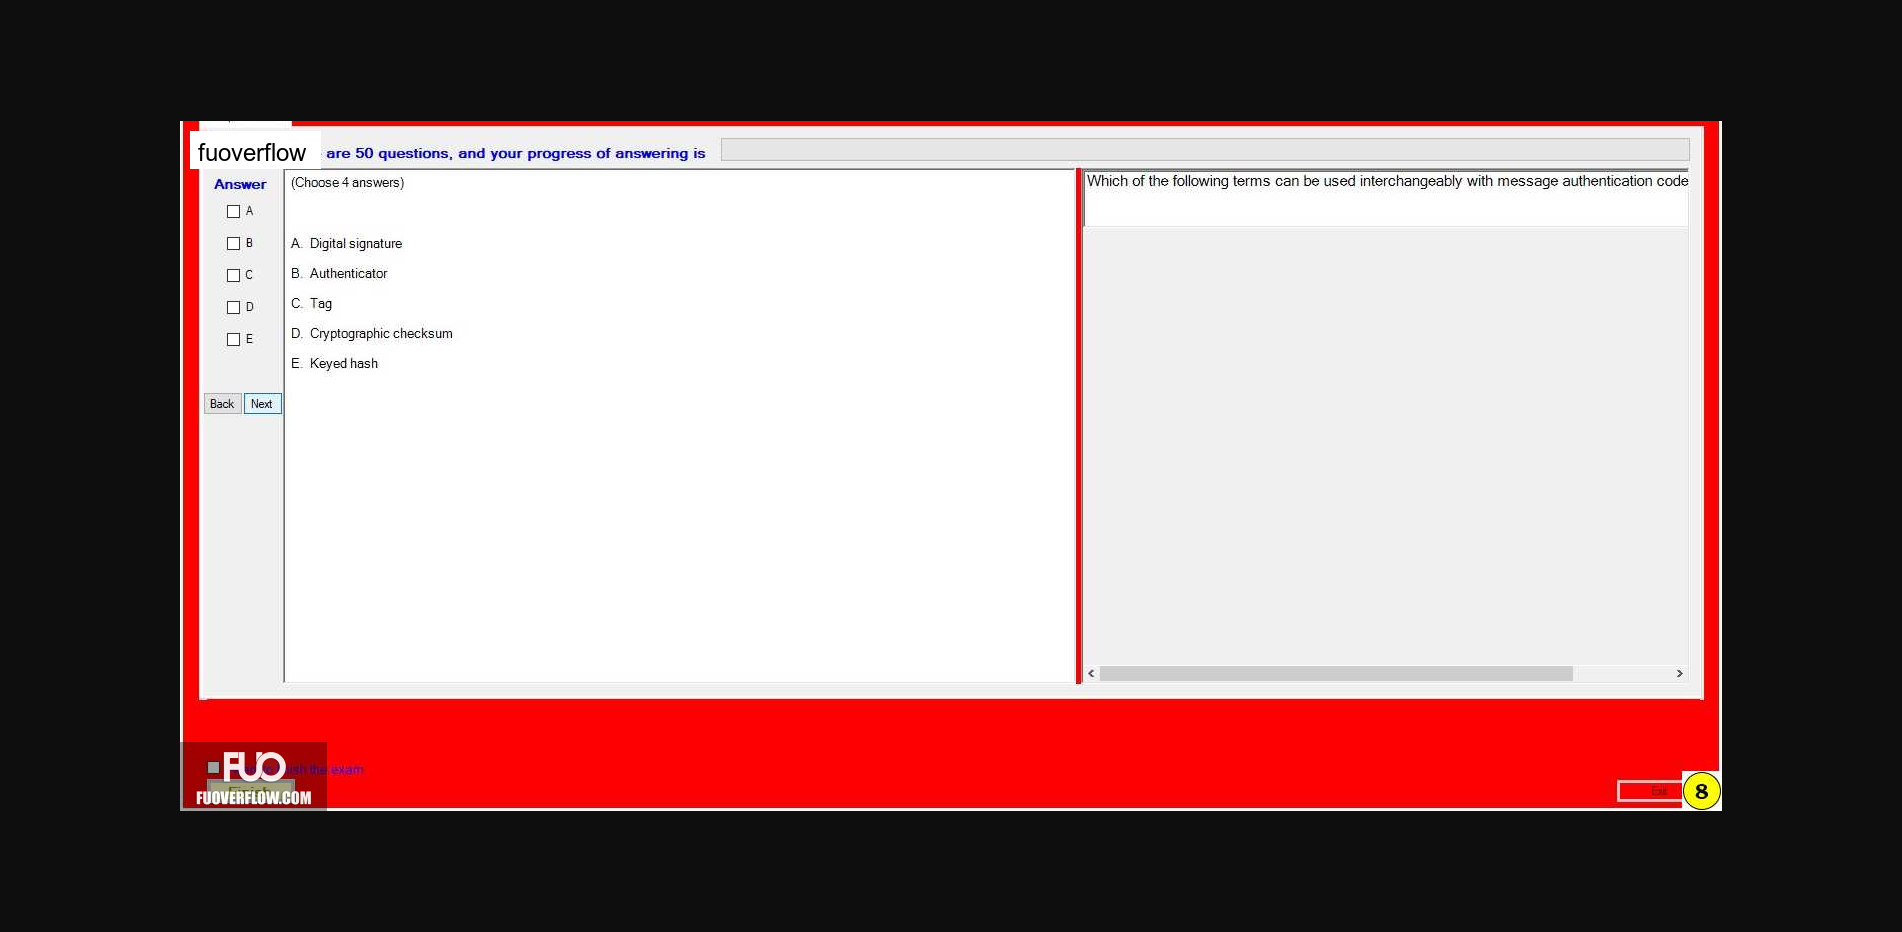 fuoverflow are 50 questions, and your progress of answering is
Answer
A
B
C
D
E
Back Next
(Choose 4 answers)
A. Digital signature
B. Authenticator
C. Tag
D. Cryptographic checksum
E. Keyed hash
Which of the following terms can be used interchangeably with message authentication code
the exam
FUO
Finish
FUOVERFLOW.COM
Exit
8